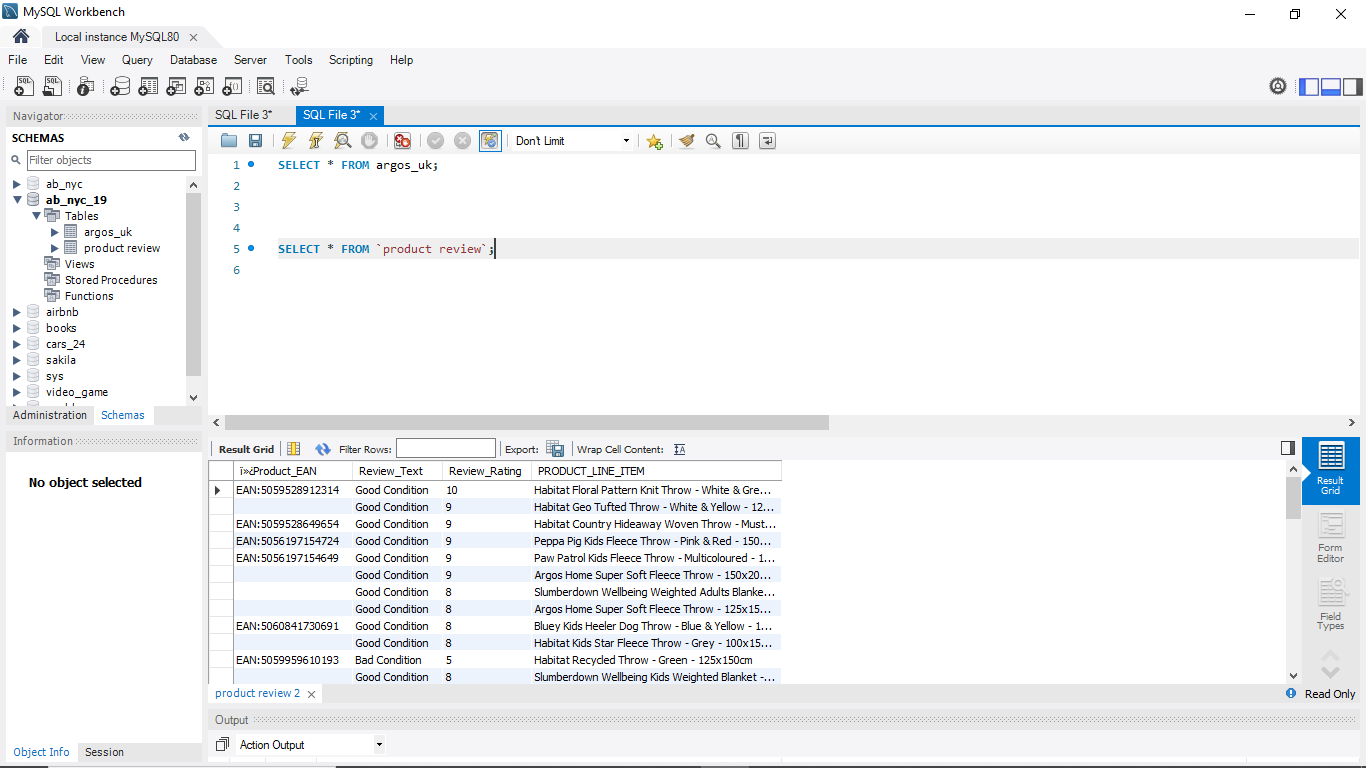 MySQL Workbench
Local instance MySQL80
File Edit View Query Database Server Tools Scripting Help
Navigator
SCHEMAS
Filter objects
ab_nyc
ab_nyc_19
Tables
argos_uk
product review
Views
Stored Procedures
Functions
airbnb
books
cars_24
sakila
sys
video_game
Administration Schemas
Information
No object selected
Object Info Session
SQL File 3* SQL File 3*
Don't Limit
1 SELECT * FROM argos_uk;
2
3
4
5 SELECT * FROM `product review`;
6
Result Grid Filter Rows: Export: Wrap Cell Content:
ï»¿Product_EAN Review_Text Review_Rating PRODUCT_LINE_ITEM
EAN:5059528912314 Good Condition 10 Habitat Floral Pattern Knit Throw - White & Gre...
Good Condition 9 Habitat Geo Tufted Throw - White & Yellow - 12...
EAN:5059528649654 Good Condition 9 Habitat Country Hideaway Woven Throw - Must...
EAN:5056197154724 Good Condition 9 Peppa Pig Kids Fleece Throw - Pink & Red - 150...
EAN:5056197154649 Good Condition 9 Paw Patrol Kids Fleece Throw - Multicoloured - 1...
Good Condition 9 Argos Home Super Soft Fleece Throw - 150x20...
Good Condition 8 Slumberdown Wellbeing Weighted Adults Blanke...
Good Condition 8 Argos Home Super Soft Fleece Throw - 125x15...
EAN:5060841730691 Good Condition 8 Bluey Kids Heeler Dog Throw - Blue & Yellow - 1...
Good Condition 8 Habitat Kids Star Fleece Throw - Grey - 100x15...
EAN:5059959610193 Bad Condition 5 Habitat Recycled Throw - Green - 125x150cm
Good Condition 8 Slumberdown Wellbeing Kids Weighted Blanket -...
Result
Grid
Form
Editor
Field
Types
product review 2
Read Only
Output
Action Output